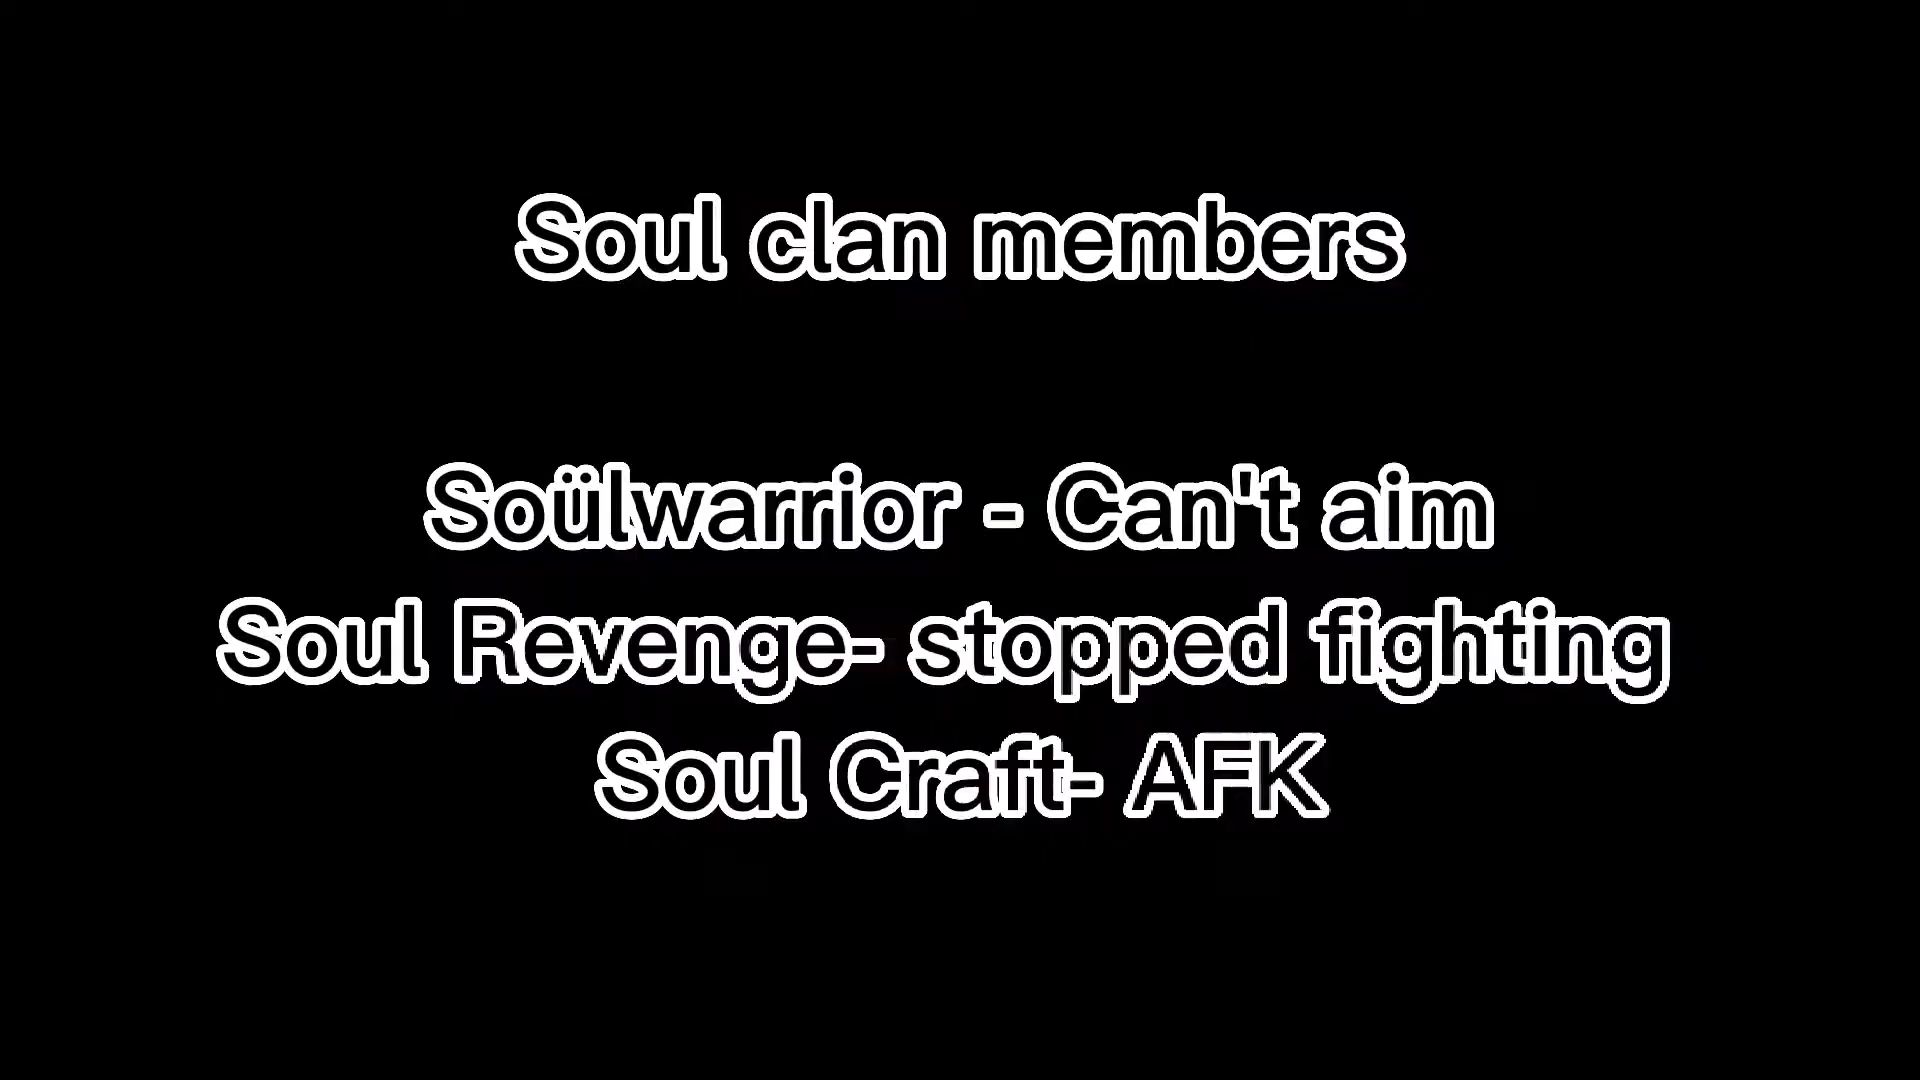 Soul clan members
Soülwarrior - Can't aim
Soul Revenge- stopped fighting
Soul Craft- AFK